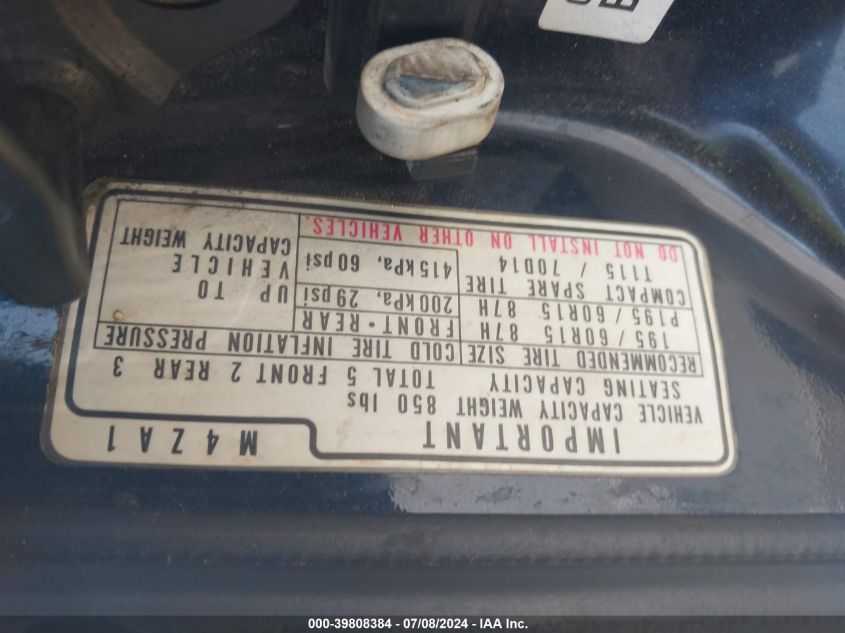 IMPORTANT M4ZA1
VEHICLE CAPACITY WEIGHT 850 lbs
SEATING CAPACITY TOTAL 5 FRONT 2 REAR 3
RECOMMENDED TIRE SIZE COLD TIRE INFLATION PRESSURE
195/60R15 87H FRONT·REAR UP TO
P195/60R15 87H 200kPa, 29psi VEHICLE
COMPACT SPARE TIRE 415kPa, 60psi CAPACITY WEIGHT
T115/70D14
DO NOT INSTALL ON OTHER VEHICLES.
000-39808384 - 07/08/2024 - IAA Inc.